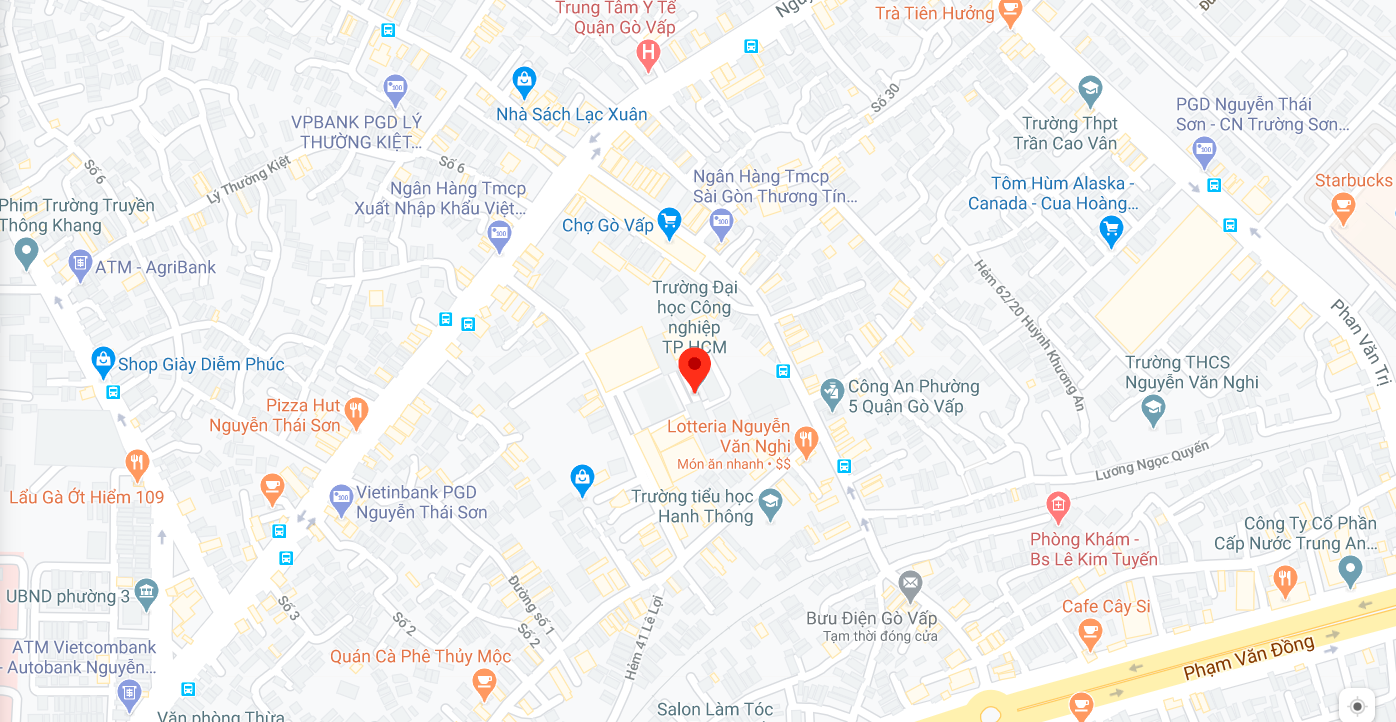 Trung Tâm Y Tế
Quận Gò Vấp
Trà Tiên Hưởng
Nhà Sách Lạc Xuân
VPBANK PGD LÝ
THƯỜNG KIỆT...
Số 6
Lý Thường Kiệt
Số 6
Số 30
Trường Thpt
Trần Cao Vân
PGD Nguyễn Thái
Sơn - CN Trường Sơn...
Ngân Hàng Tmcp
Xuất Nhập Khẩu Việt...
Ngân Hàng Tmcp
Sài Gòn Thương Tín...
Chợ Gò Vấp
Tôm Hùm Alaska -
Canada - Cua Hoàng...
Starbucks
Phim Trường Truyền
Thông Khang
ATM - AgriBank
Trường Đại
học Công
nghiệp
TP HCM
Hẻm 62/20 Huỳnh Khương An
Phan Văn Trị
Shop Giày Diễm Phúc
Trường THCS
Nguyễn Văn Nghi
Công An Phường
5 Quận Gò Vấp
Pizza Hut
Nguyễn Thái Sơn
Lotteria Nguyễn
Văn Nghi
Món ăn nhanh • $$
Lương Ngọc Quyến
Lẩu Gà Ớt Hiểm 109
Vietinbank PGD
Nguyễn Thái Sơn
Trường tiểu học
Hanh Thông
Phòng Khám -
Bs Lê Kim Tuyến
Công Ty Cổ Phần
Cấp Nước Trung An...
UBND phường 3
Số 3
Số 2
Đường số 1
Số 2
Hẻm 41 Lê Lợi
Bưu Điện Gò Vấp
Tạm thời đóng cửa
Cafe Cây Si
ATM Vietcombank
- Autobank Nguyễn...
Quán Cà Phê Thủy Mộc
Phạm Văn Đồng
Văn phòng Thừa
Salon Làm Tóc